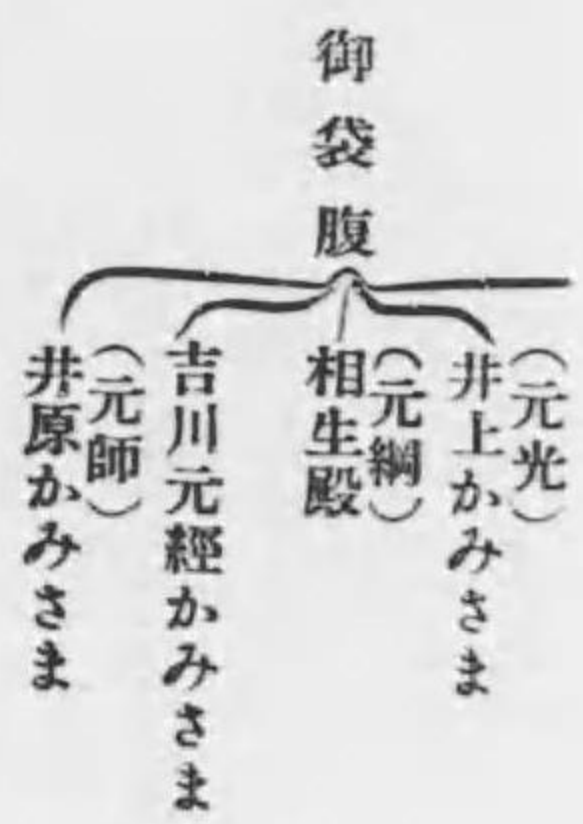 御袋腹
（元光）
井上かみさま
（元綱）
相生殿
吉川元經かみさま
（元師）
井原かみさま